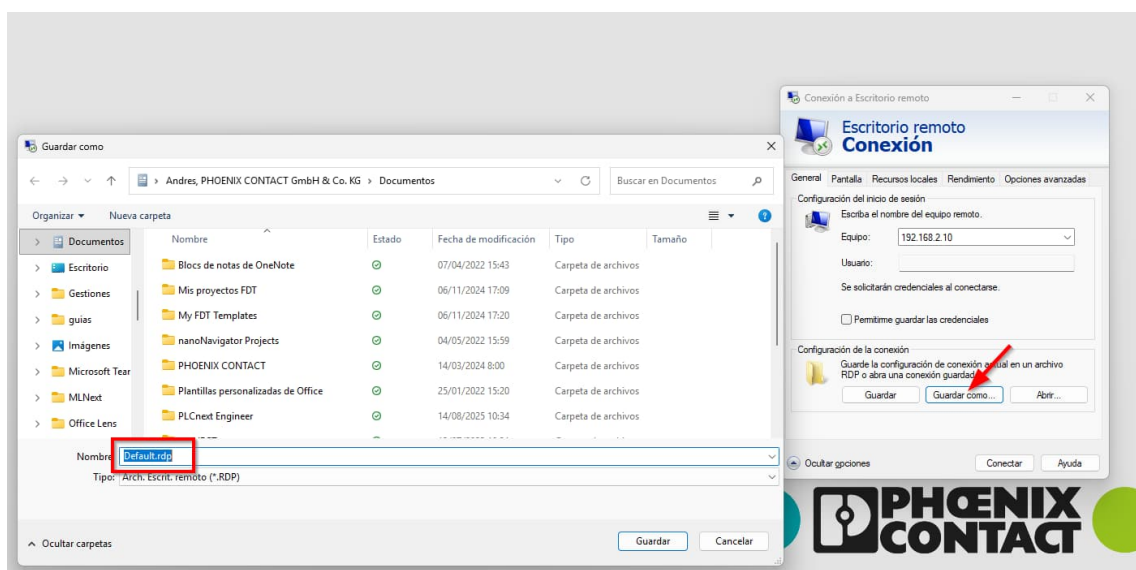 Guardar como
Andres, PHOENIX CONTACT GmbH & Co. KG > Documentos
Buscar en Documentos
Organizar
Nueva carpeta
Documentos
Escritorio
Gestiones
guias
Imágenes
Microsoft Tear
MLNext
Office Lens
Nombre Estado Fecha de modificación Tipo Tamaño
Blocs de notas de OneNote 07/04/2022 15:43 Carpeta de archivos
Mis proyectos FDT 06/11/2024 17:09 Carpeta de archivos
My FDT Templates 06/11/2024 17:20 Carpeta de archivos
nanoNavigator Projects 04/05/2022 15:59 Carpeta de archivos
PHOENIX CONTACT 14/03/2024 8:00 Carpeta de archivos
Plantillas personalizadas de Office 25/01/2022 15:20 Carpeta de archivos
PLCnext Engineer 14/08/2025 10:34 Carpeta de archivos
Nombre Default.rdp
Tipo: Arch. Escrit. remoto (*.RDP)
Ocultar carpetas
Guardar
Cancelar
Conexión a Escritorio remoto
Escritorio remoto
Conexión
General Pantalla Recursos locales Rendimiento Opciones avanzadas
Configuración del inicio de sesión
Escriba el nombre del equipo remoto.
Equipo: 192.168.2.10
Usuario:
Se solicitarán credenciales al conectarse.
Permitirme guardar las credenciales
Configuración de la conexión
Guarde la configuración de conexión actual en un archivo
RDP o abra una conexión guardada.
Guardar
Guardar como...
Abrir...
Ocultar opciones
Conectar
Ayuda
PHŒNIX
CONTACT